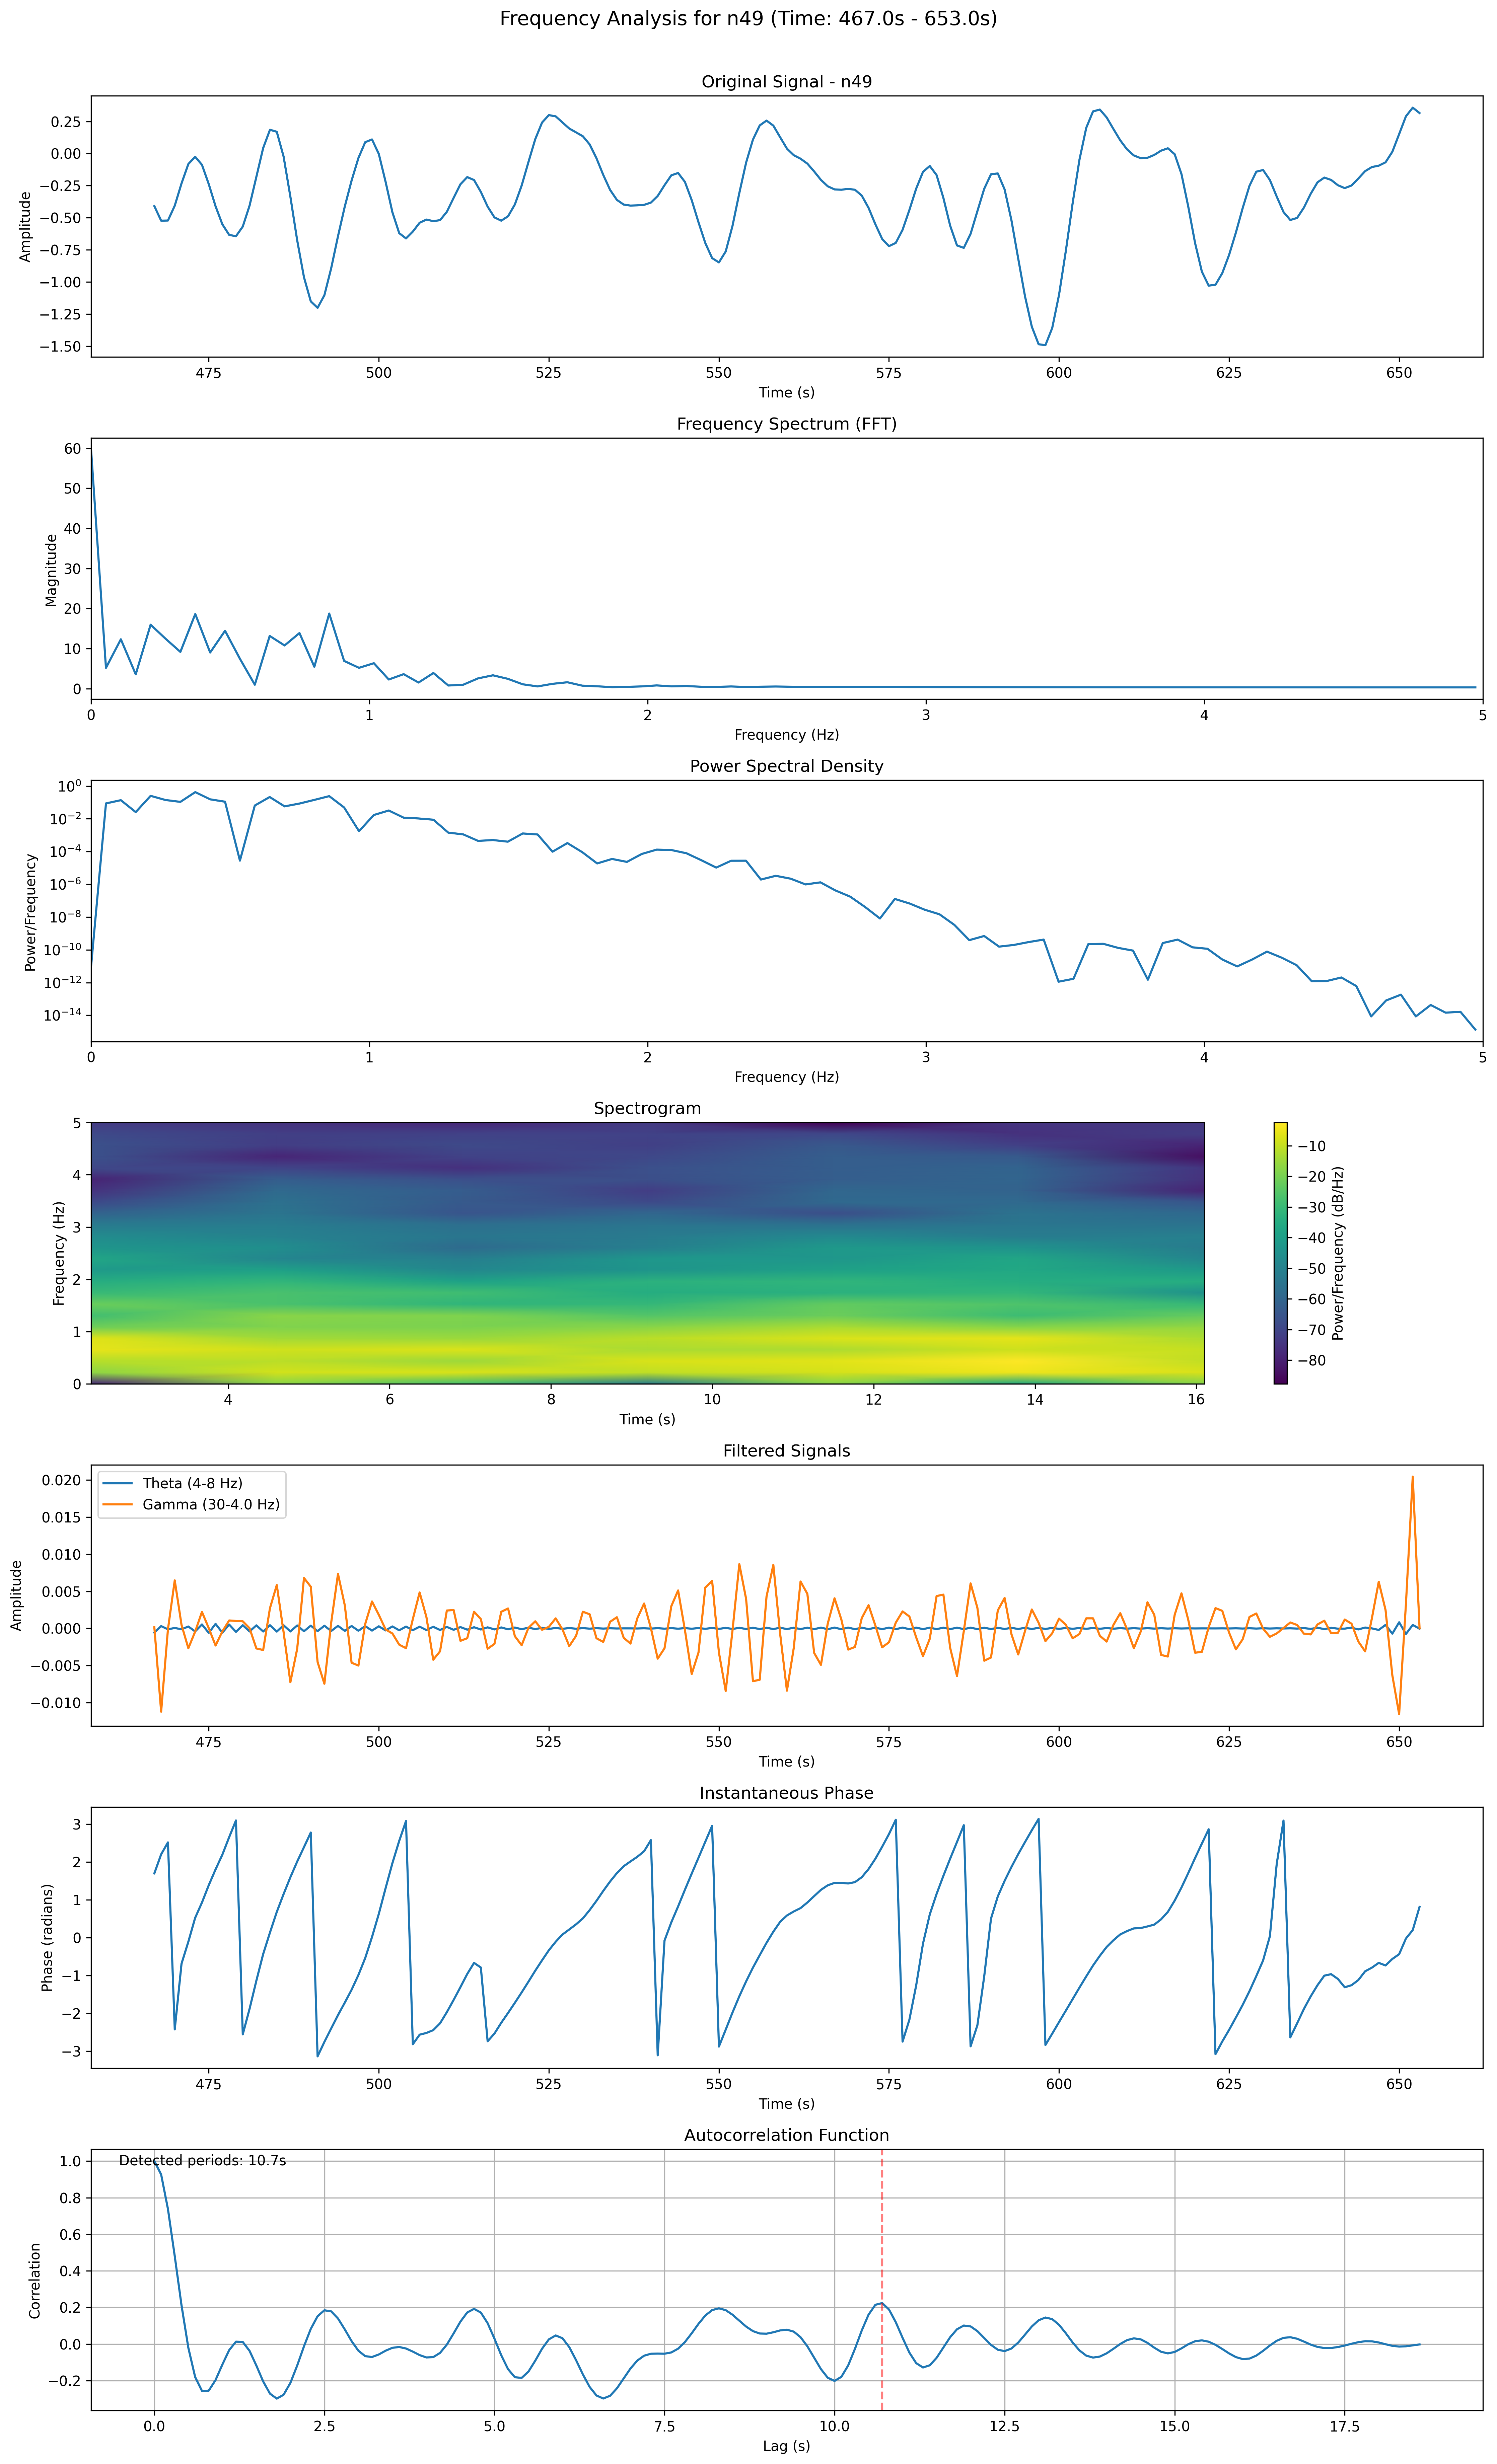 Frequency Analysis for n49 (Time: 467.0s - 653.0s)
Original Signal - n49
Amplitude
0.25
0.00
−0.25
−0.50
−0.75
−1.00
−1.25
−1.50
475 500 525 550 575 600 625 650
Time (s)
Frequency Spectrum (FFT)
Magnitude
60
50
40
30
20
10
0
0 1 2 3 4 5
Frequency (Hz)
Power Spectral Density
Power/Frequency
10⁰
10⁻²
10⁻⁴
10⁻⁶
10⁻⁸
10⁻¹⁰
10⁻¹²
10⁻¹⁴
0 1 2 3 4 5
Frequency (Hz)
Spectrogram
Frequency (Hz)
5
4
3
2
1
0
4 6 8 10 12 14 16
Time (s)
−10
−20
−30
−40
−50
−60
−70
−80
Power/Frequency (dB/Hz)
Filtered Signals
Theta (4-8 Hz)
Gamma (30-4.0 Hz)
Amplitude
0.020
0.015
0.010
0.005
0.000
−0.005
−0.010
475 500 525 550 575 600 625 650
Time (s)
Instantaneous Phase
Phase (radians)
3
2
1
0
−1
−2
−3
475 500 525 550 575 600 625 650
Time (s)
Autocorrelation Function
Detected periods: 10.7s
Correlation
1.0
0.8
0.6
0.4
0.2
0.0
−0.2
0.0 2.5 5.0 7.5 10.0 12.5 15.0 17.5
Lag (s)